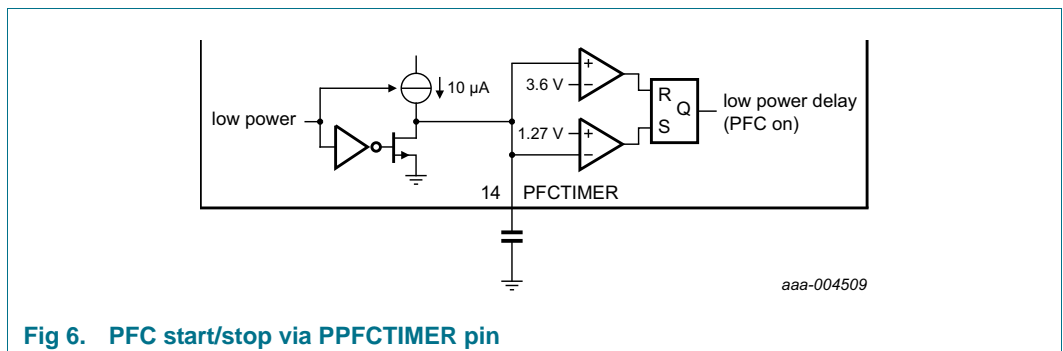 low power
10 µA
+
3.6 V
−
1.27 V
+
−
R
Q
S
low power delay
(PFC on)
14 PFCTIMER
aaa-004509
Fig 6. PFC start/stop via PPFCTIMER pin